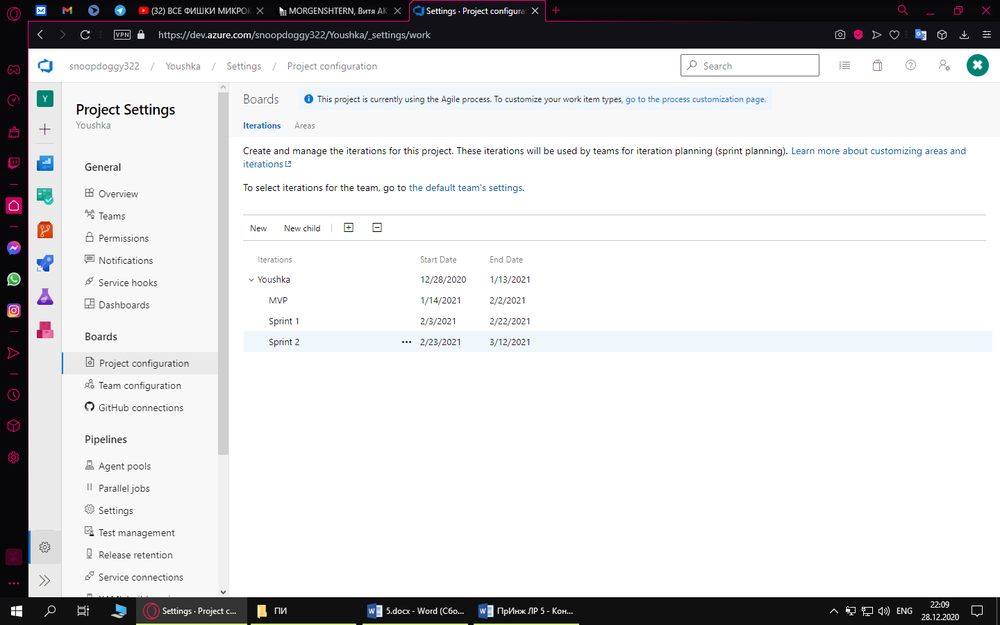 (32) ВСЕ ФИШКИ МИКРОК
MORGENSHTERN, Витя АК
Settings · Project configurat
VPN
https://dev.azure.com/snoopdoggy322/Youshka/_settings/work
snoopdoggy322 / Youshka / Settings / Project configuration
Search
Y
Project Settings
Youshka
General
Overview
Teams
Permissions
Notifications
Service hooks
Dashboards
Boards
Project configuration
Team configuration
GitHub connections
Pipelines
Agent pools
Parallel jobs
Settings
Test management
Release retention
Service connections
Boards
This project is currently using the Agile process. To customize your work item types, go to the process customization page.
Iterations Areas
Create and manage the iterations for this project. These iterations will be used by teams for iteration planning (sprint planning). Learn more about customizing areas and
iterations
To select iterations for the team, go to the default team's settings.
New New child
Iterations Start Date End Date
Youshka 12/28/2020 1/13/2021
MVP 1/14/2021 2/2/2021
Sprint 1 2/3/2021 2/22/2021
Sprint 2 ••• 2/23/2021 3/12/2021
Settings · Project c...
ПИ
5.docx - Word (Сбо...
ПрИнж ЛР 5 - Кон...
ENG
22:09
28.12.2020